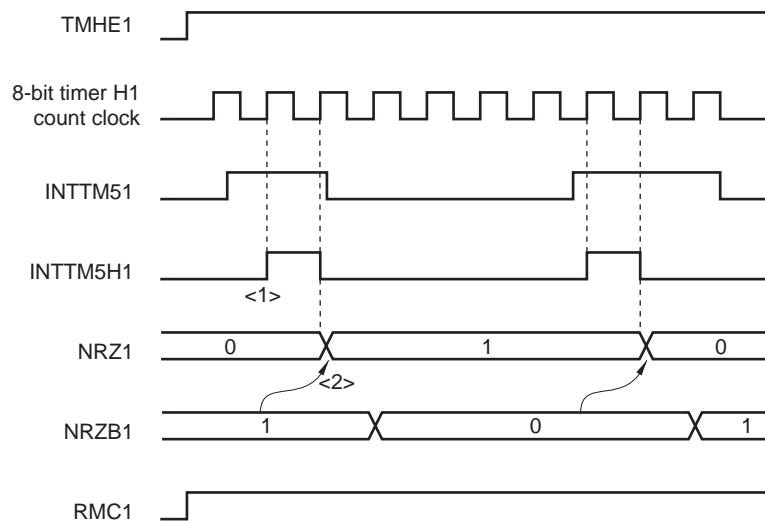 TMHE1
8-bit timer H1
count clock
INTTM51
INTTM5H1
<1>
NRZ1
0
1
0
<2>
NRZB1
1
0
1
RMC1